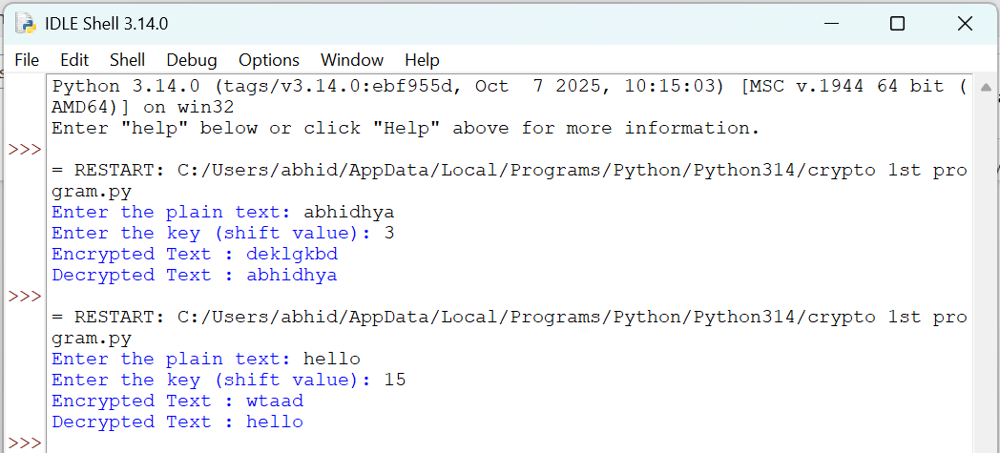 IDLE Shell 3.14.0
File Edit Shell Debug Options Window Help
Python 3.14.0 (tags/v3.14.0:ebf955d, Oct  7 2025, 10:15:03) [MSC v.1944 64 bit (
AMD64)] on win32
Enter "help" below or click "Help" above for more information.
>>>
= RESTART: C:/Users/abhid/AppData/Local/Programs/Python/Python314/crypto 1st pro
gram.py
Enter the plain text: abhidhya
Enter the key (shift value): 3
Encrypted Text : deklgkbd
Decrypted Text : abhidhya
>>>
= RESTART: C:/Users/abhid/AppData/Local/Programs/Python/Python314/crypto 1st pro
gram.py
Enter the plain text: hello
Enter the key (shift value): 15
Encrypted Text : wtaad
Decrypted Text : hello
>>>